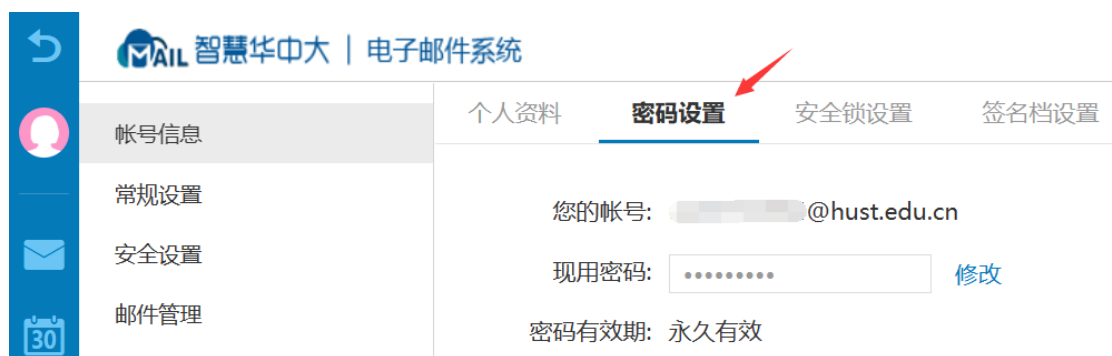 MAIL 智慧华中大 | 电子邮件系统
个人资料 密码设置 安全锁设置 签名档设置
帐号信息
常规设置
安全设置
邮件管理
30
您的帐号: @hust.edu.cn
现用密码: ••••••••• 修改
密码有效期: 永久有效